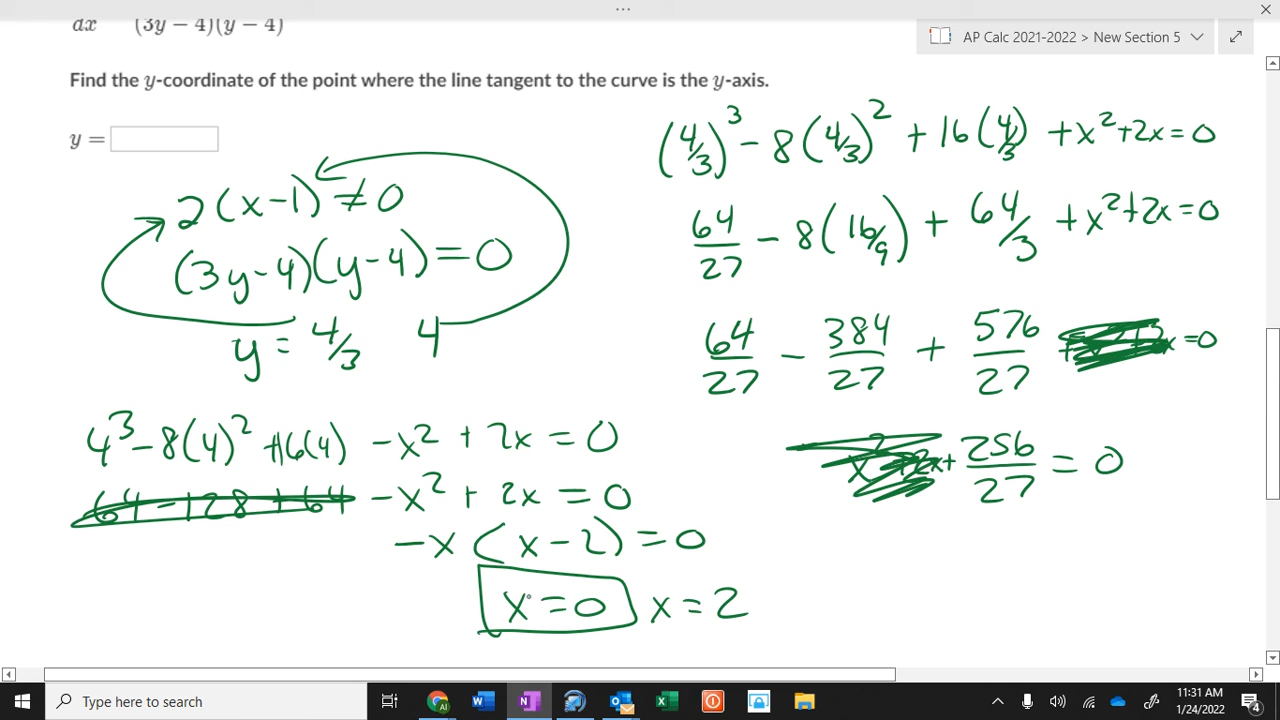 dx (3y − 4)(y − 4)
AP Calc 2021-2022 > New Section 5
Find the y-coordinate of the point where the line tangent to the curve is the y-axis.
y =
2(x-1) ≠ 0
(3y-4)(y-4) = 0
y = 4/3 4
4³ - 8(4)² + 16(4) - x² + 2x = 0
64 - 128 + 64 - x² + 2x = 0
-x (x - 2) = 0
x = 0 x = 2
(4/3)³ - 8(4/3)² + 16(4/3) + x² + 2x = 0
64/27 - 8(16/9) + 64/3 + x² + 2x = 0
64/27 - 384/27 + 576/27 = 0
+ 256/27 = 0
Type here to search
11:31 AM
1/24/2022
4